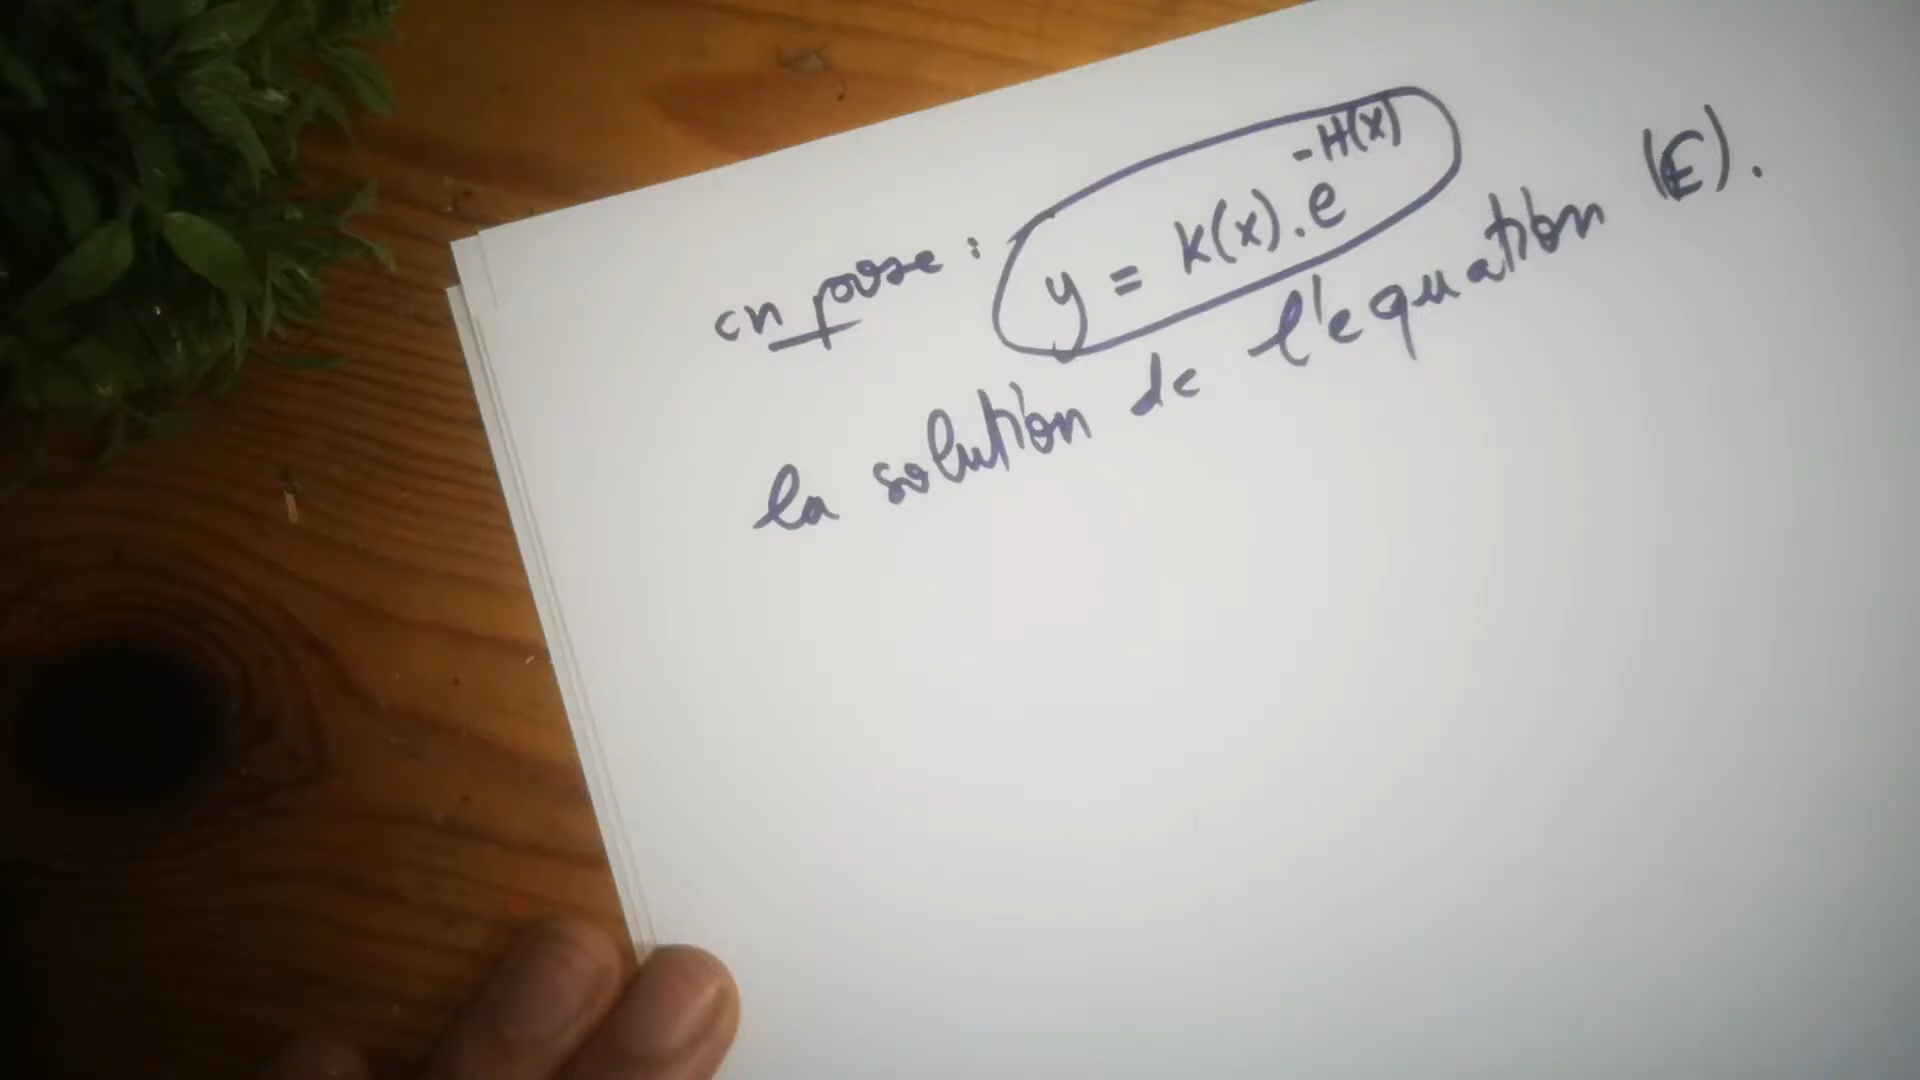 on pose : y = k(x).e^-H(x)
la solution de l'equation (E).